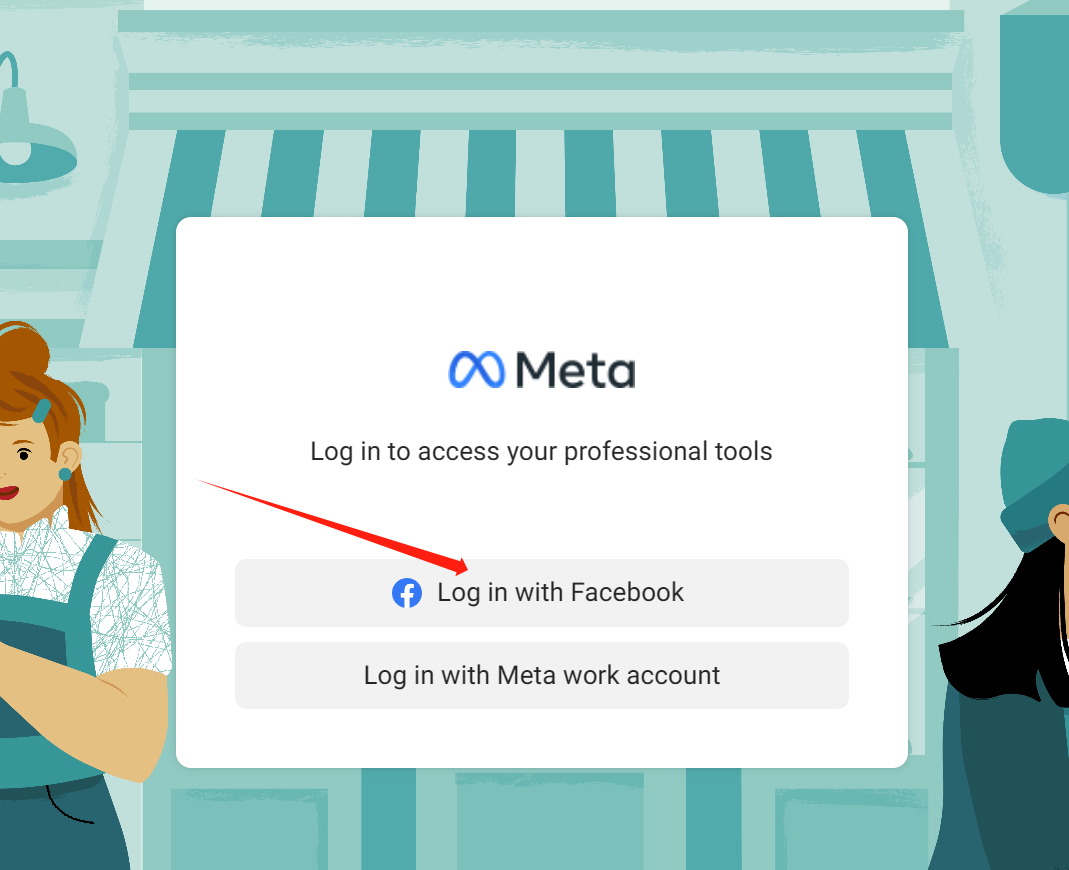 Meta
Log in to access your professional tools
Log in with Facebook
Log in with Meta work account